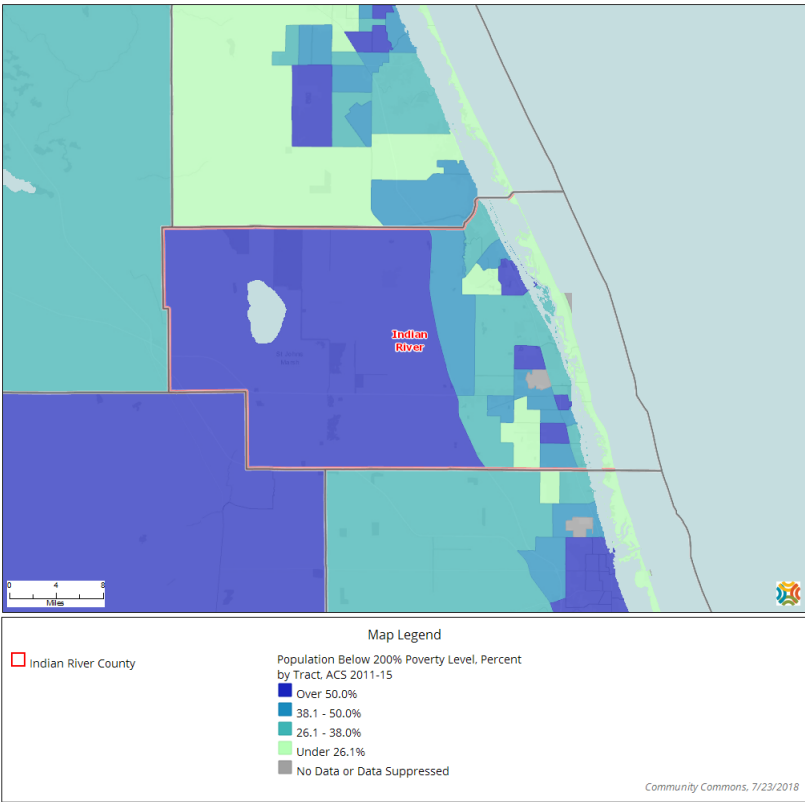 Indian
River
0 4 8
Miles
Map Legend
Indian River County
Population Below 200% Poverty Level, Percent
by Tract, ACS 2011-15
Over 50.0%
38.1 - 50.0%
26.1 - 38.0%
Under 26.1%
No Data or Data Suppressed
Community Commons, 7/23/2018